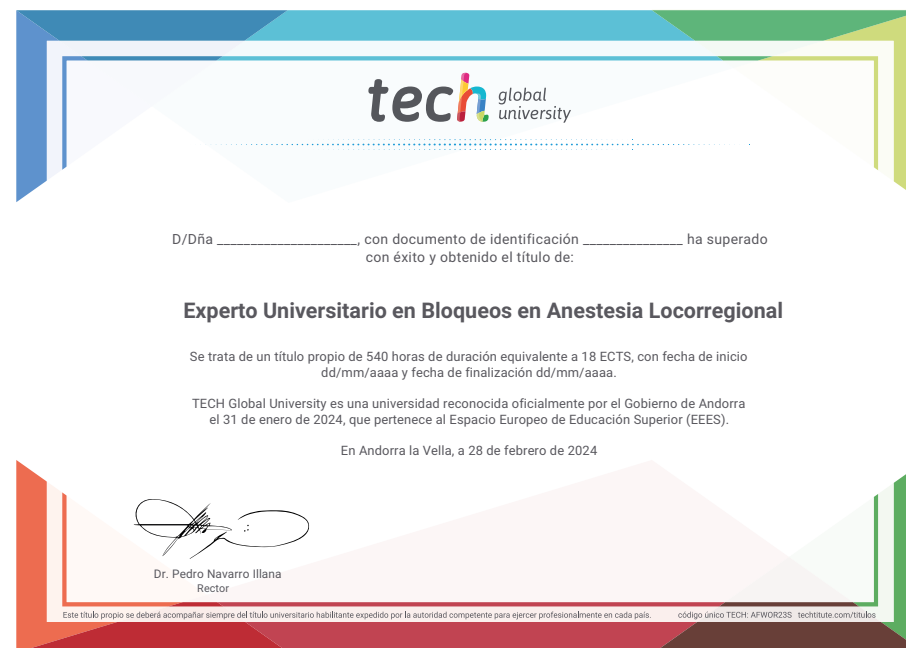 tech global university
D/Dña _____________________, con documento de identificación _______________ ha superado
con éxito y obtenido el título de:
Experto Universitario en Bloqueos en Anestesia Locorregional
Se trata de un título propio de 540 horas de duración equivalente a 18 ECTS, con fecha de inicio
dd/mm/aaaa y fecha de finalización dd/mm/aaaa.
TECH Global University es una universidad reconocida oficialmente por el Gobierno de Andorra
el 31 de enero de 2024, que pertenece al Espacio Europeo de Educación Superior (EEES).
En Andorra la Vella, a 28 de febrero de 2024
Dr. Pedro Navarro Illana
Rector
Este título propio se deberá acompañar siempre del título universitario habilitante expedido por la autoridad competente para ejercer profesionalmente en cada país. código único TECH: AFWOR23S techtitute.com/titulos